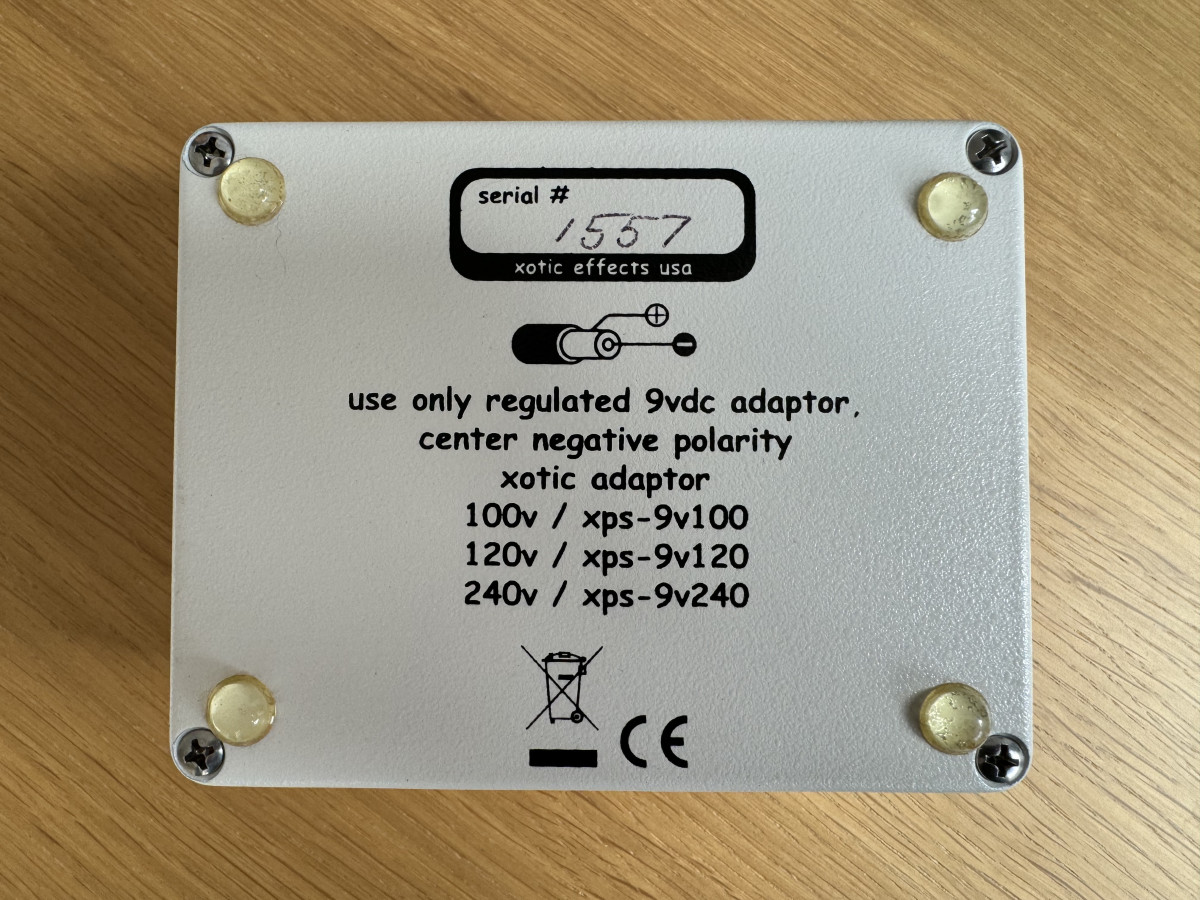 serial #
1557
xotic effects usa
use only regulated 9vdc adaptor,
center negative polarity
xotic adaptor
100v / xps-9v100
120v / xps-9v120
240v / xps-9v240
CE